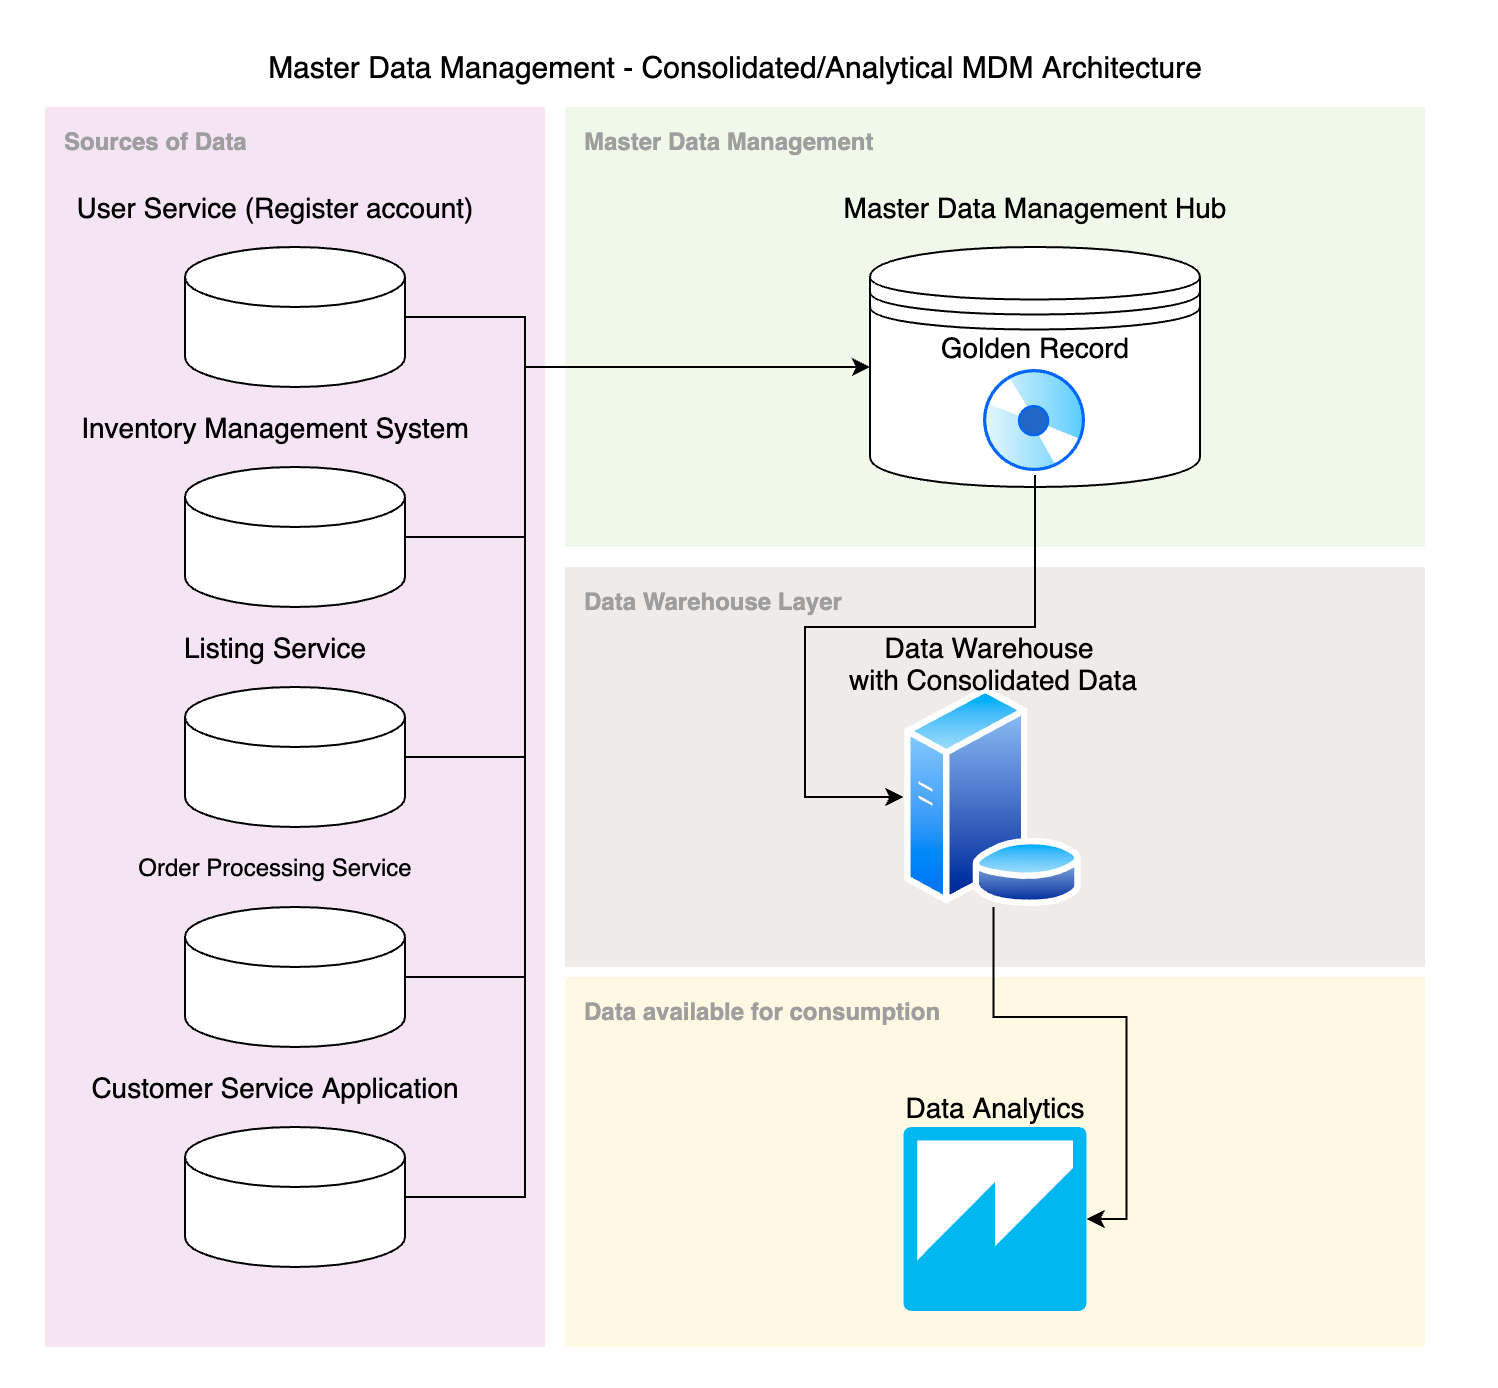 Master Data Management - Consolidated/Analytical MDM Architecture
Sources of Data
User Service (Register account)
Inventory Management System
Listing Service
Order Processing Service
Customer Service Application
Master Data Management
Master Data Management Hub
Golden Record
Data Warehouse Layer
Data Warehouse
with Consolidated Data
Data available for consumption
Data Analytics